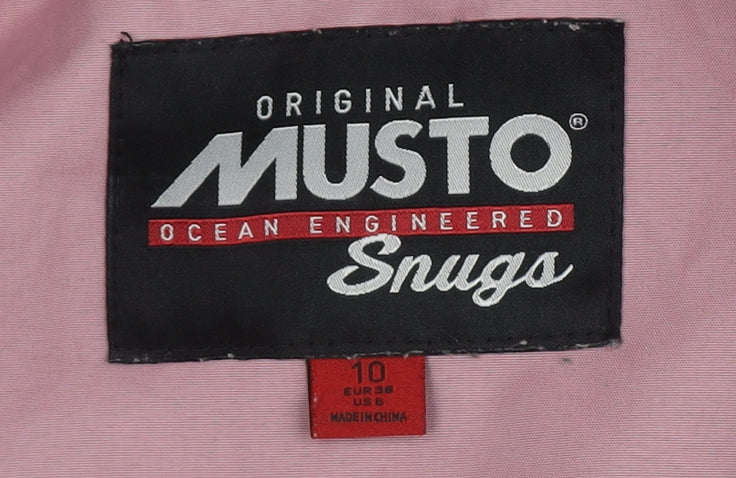 ORIGINAL
MUSTO®
OCEAN ENGINEERED
Snugs
10
EUR 38
US 6
MADE IN CHINA